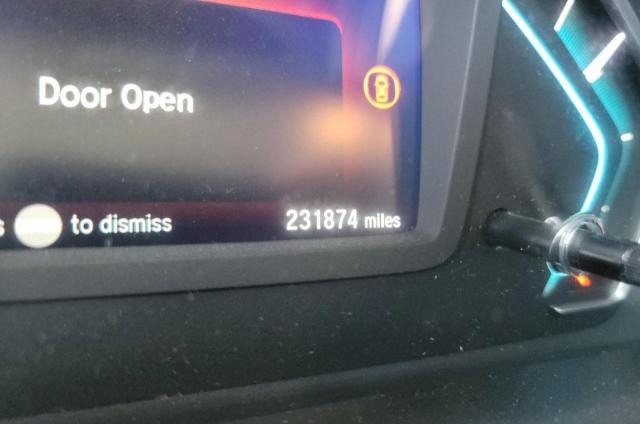 Door Open
to dismiss
231874 miles